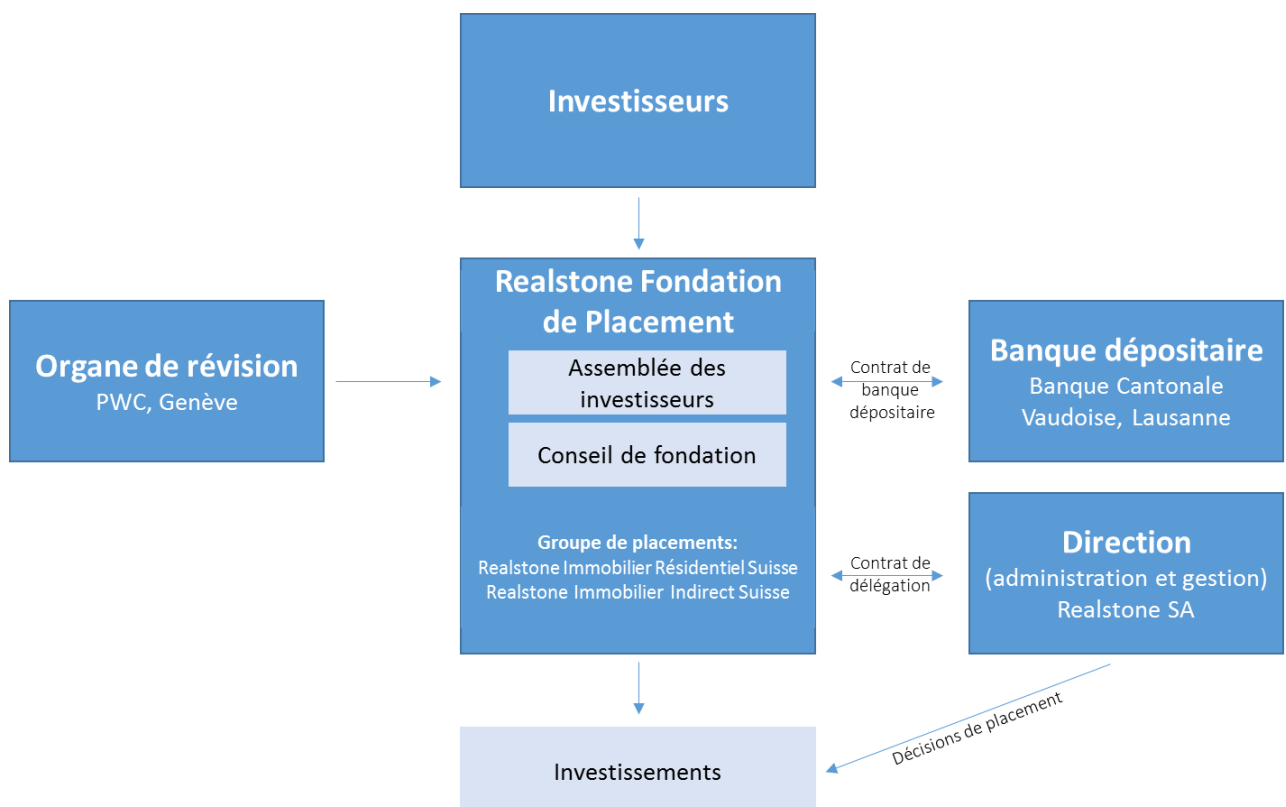 Investisseurs
Realstone Fondation
de Placement
Assemblée des
investisseurs
Conseil de fondation
Groupe de placements:
Realstone Immobilier Résidentiel Suisse
Realstone Immobilier Indirect Suisse
Organe de révision
PWC, Genève
Contrat de
banque
dépositaire
Banque dépositaire
Banque Cantonale
Vaudoise, Lausanne
Contrat de
délégation
Direction
(administration et gestion)
Realstone SA
Décisions de placement
Investissements